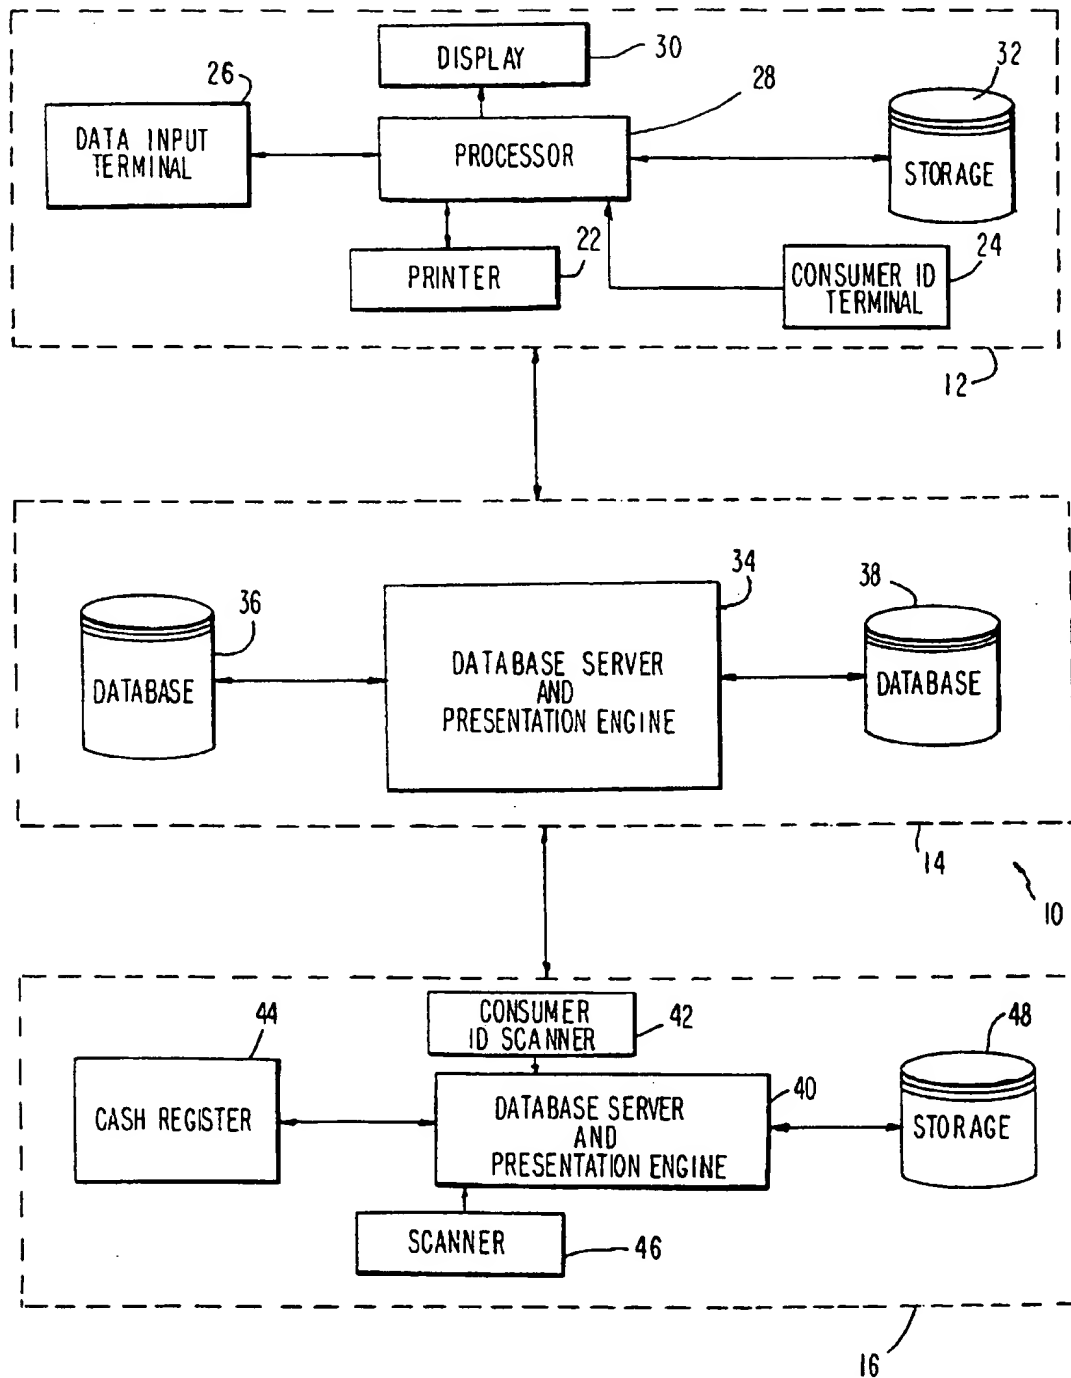 DISPLAY
30
26
28
32
DATA INPUT
TERMINAL
PROCESSOR
STORAGE
PRINTER
22
CONSUMER ID
TERMINAL
24
12
36
34
38
DATABASE
DATABASE SERVER
AND
PRESENTATION ENGINE
DATABASE
14
10
44
CONSUMER
ID SCANNER
42
48
CASH REGISTER
DATABASE SERVER
AND
PRESENTATION ENGINE
40
STORAGE
SCANNER
46
16